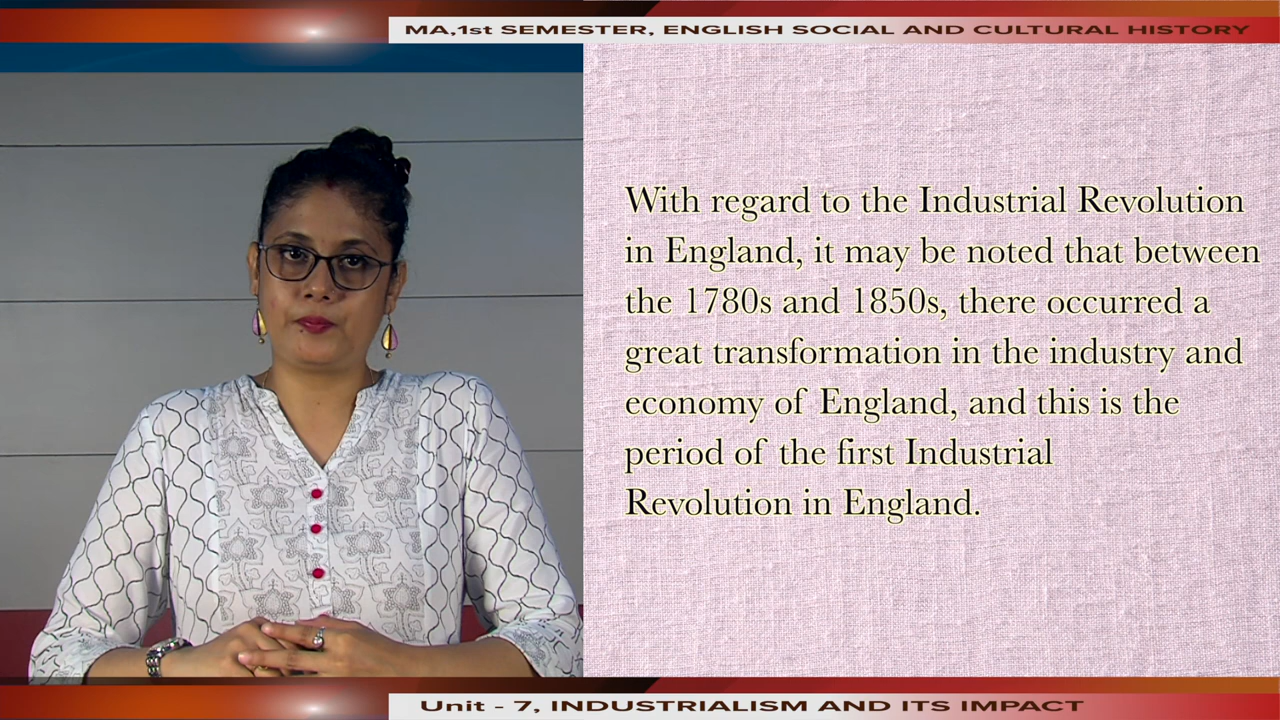 MA,1st SEMESTER, ENGLISH SOCIAL AND CULTURAL HISTORY
With regard to the Industrial Revolution
in England, it may be noted that between
the 1780s and 1850s, there occurred a
great transformation in the industry and
economy of England, and this is the
period of the first Industrial
Revolution in England.
Unit - 7, INDUSTRIALISM AND ITS IMPACT